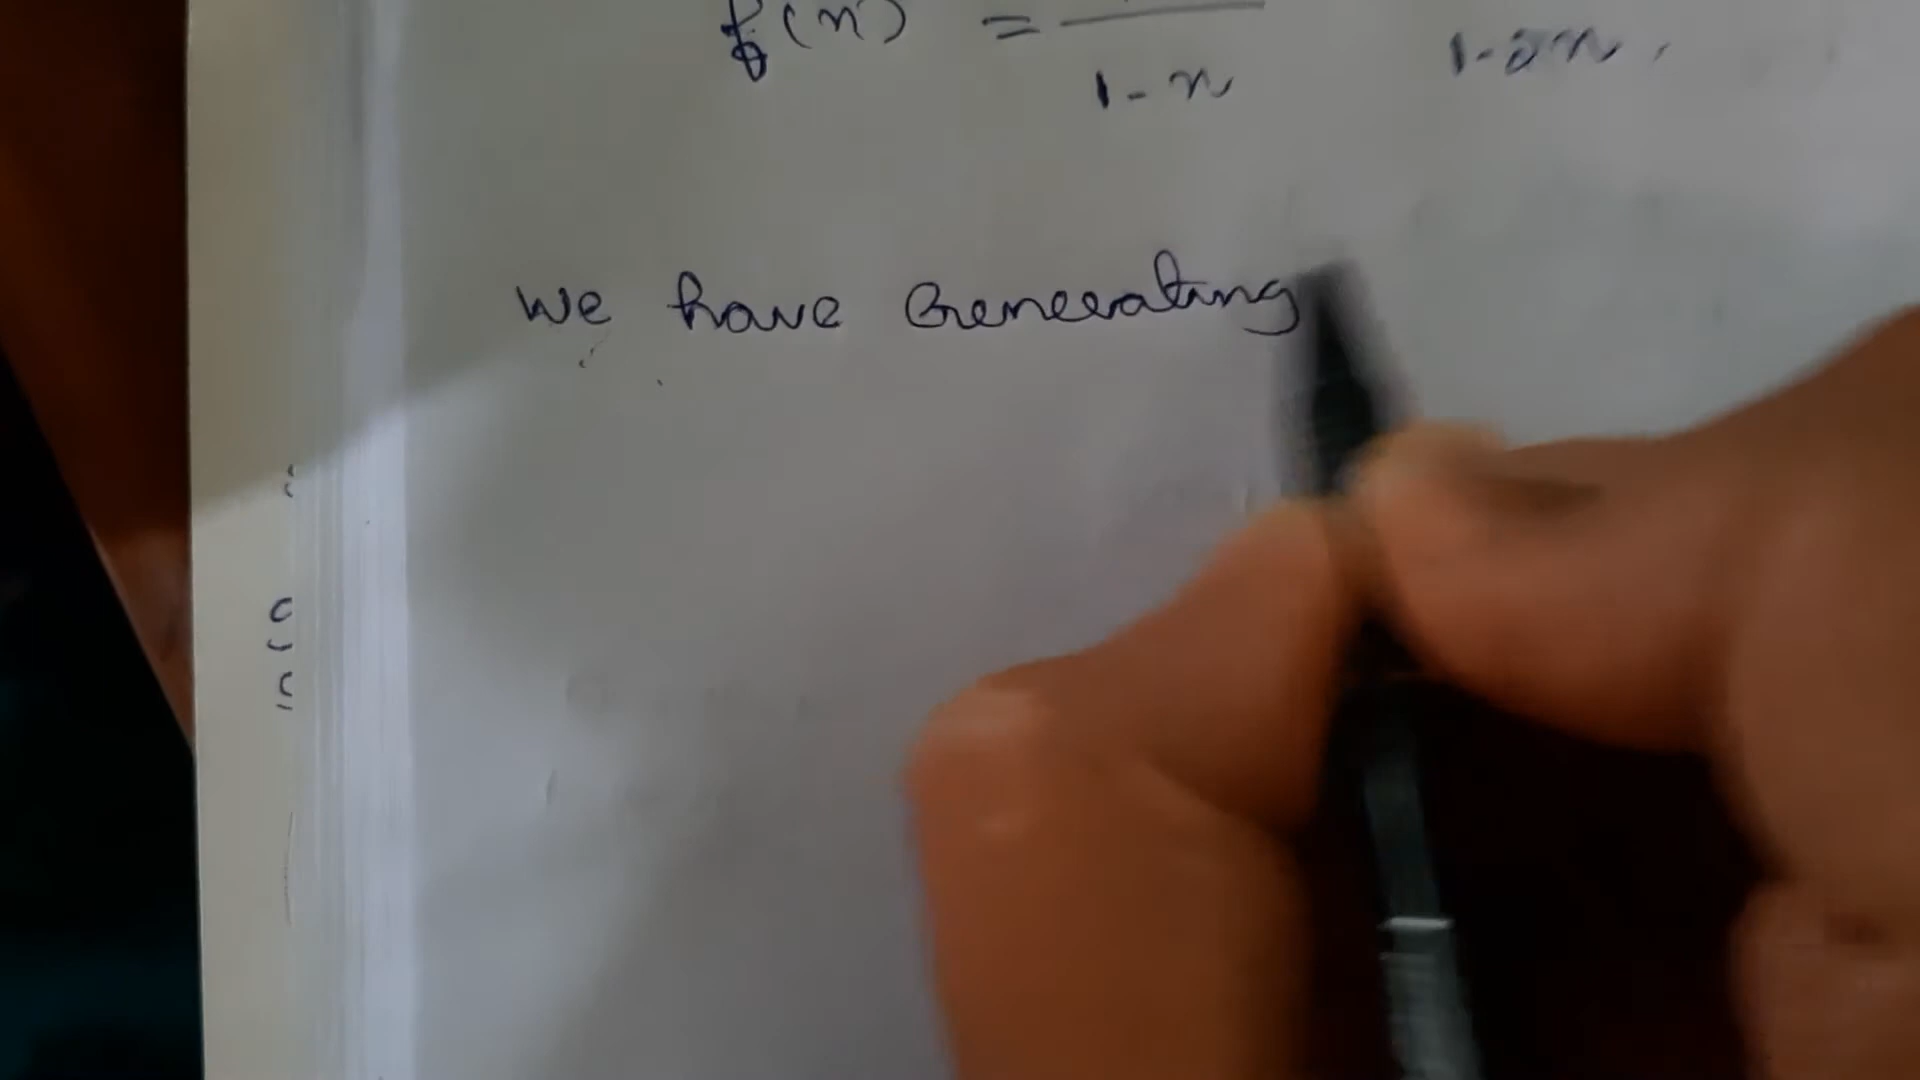 f(x) =
1-x 1-2x.
We have Generating